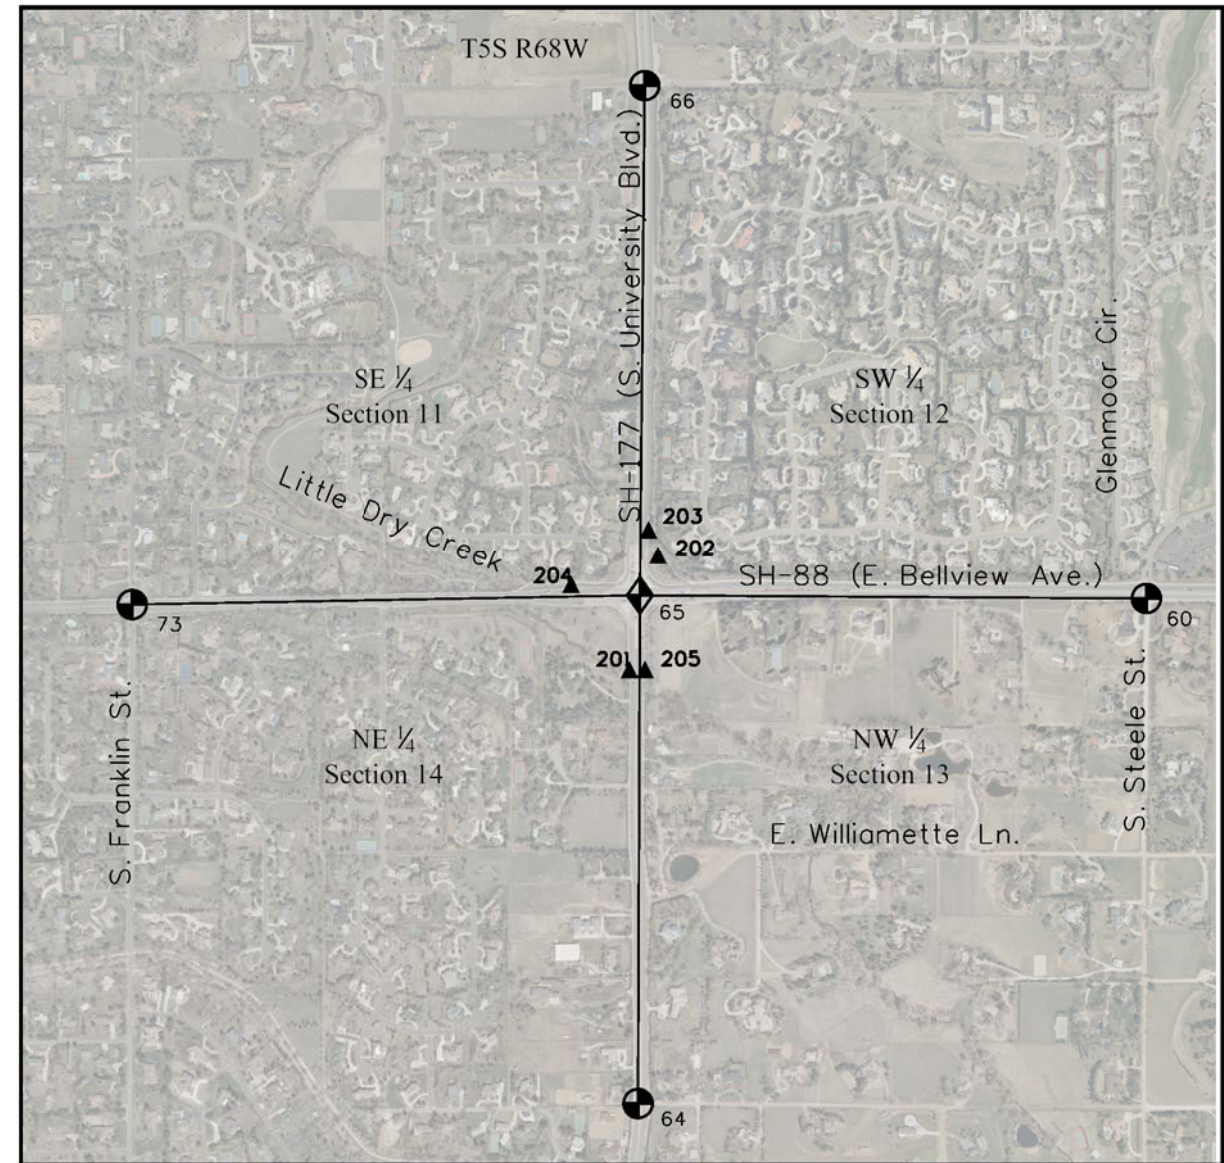 T5S R68W
66
SH-177 (S. University Blvd.)
SE ¼
Section 11
SW ¼
Section 12
Glenmoor Cir.
Little Dry Creek
203
202
204
SH-88 (E. Bellview Ave.)
73
65
60
201
205
S. Franklin St.
NE ¼
Section 14
NW ¼
Section 13
S. Steele St.
E. Williamette Ln.
64